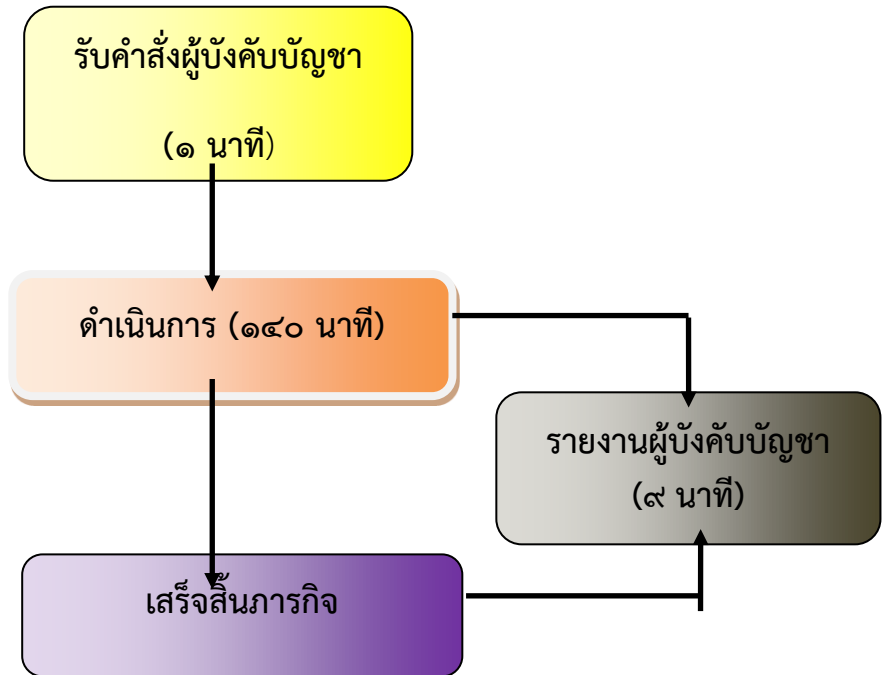 รับคำสั่งผู้บังคับบัญชา
(๑ นาที)
ดำเนินการ (๑๔๐ นาที)
รายงานผู้บังคับบัญชา
(๙ นาที)
เสร็จสิ้นภารกิจ